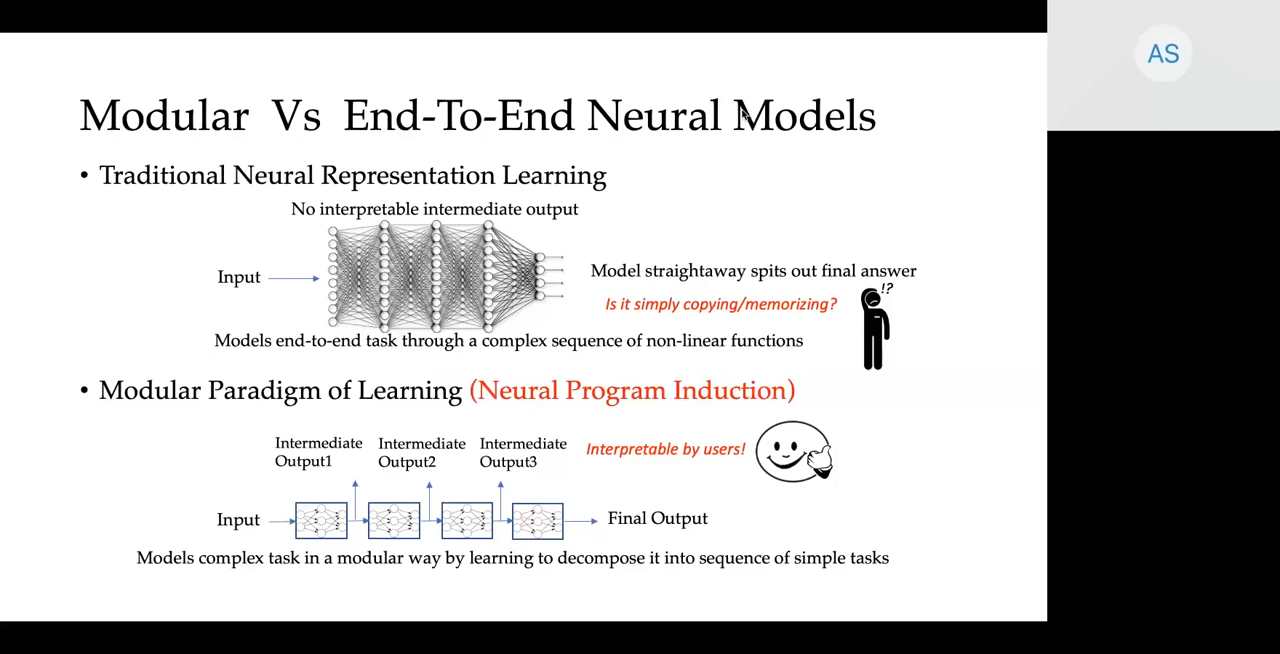 AS
Modular Vs End-To-End Neural Models
• Traditional Neural Representation Learning
No interpretable intermediate output
Input
Model straightaway spits out final answer
!?
Is it simply copying/memorizing?
Models end-to-end task through a complex sequence of non-linear functions
• Modular Paradigm of Learning (Neural Program Induction)
Intermediate Output1
Intermediate Output2
Intermediate Output3
Interpretable by users!
Input
Final Output
Models complex task in a modular way by learning to decompose it into sequence of simple tasks